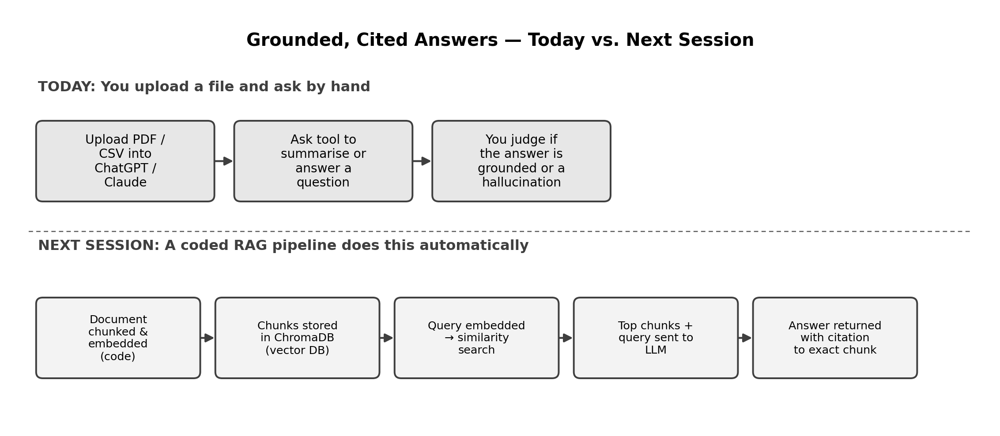 Grounded, Cited Answers — Today vs. Next Session
TODAY: You upload a file and ask by hand
Upload PDF /
CSV into
ChatGPT /
Claude
Ask tool to
summarise or
answer a
question
You judge if
the answer is
grounded or a
hallucination
NEXT SESSION: A coded RAG pipeline does this automatically
Document
chunked &
embedded
(code)
Chunks stored
in ChromaDB
(vector DB)
Query embedded
→ similarity
search
Top chunks +
query sent to
LLM
Answer returned
with citation
to exact chunk